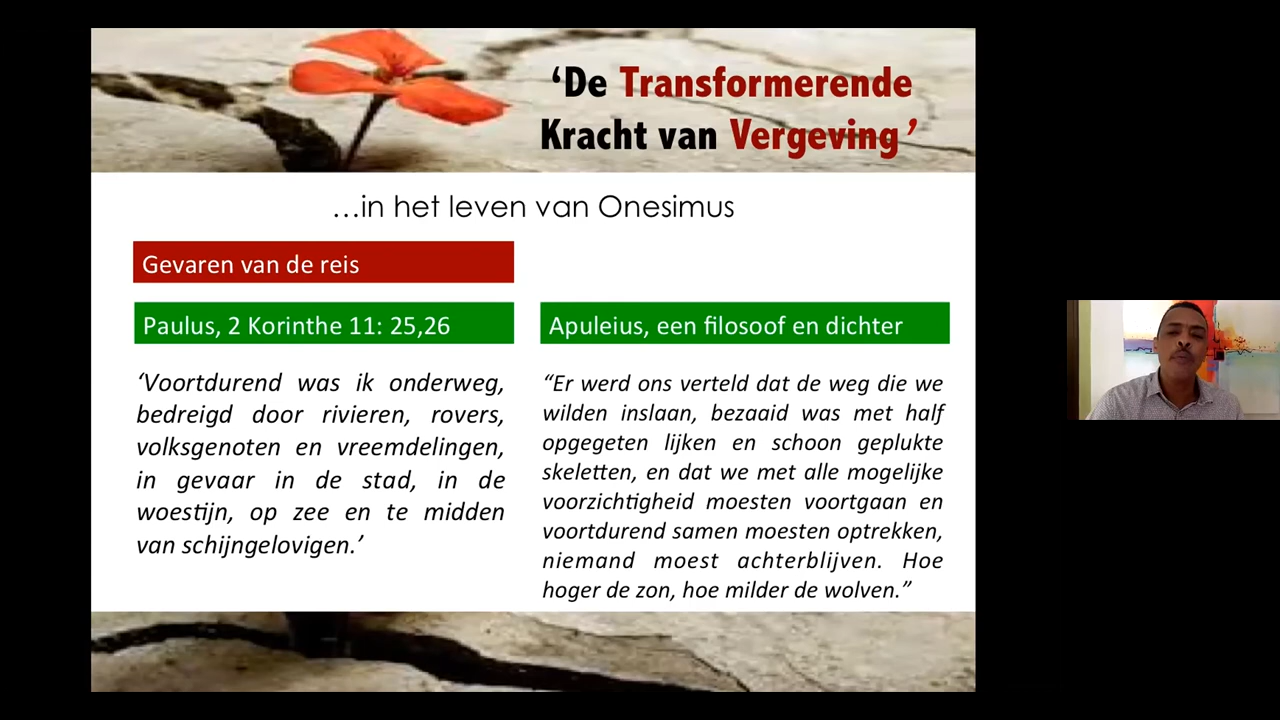 ‘De Transformerende
Kracht van Vergeving’
…in het leven van Onesimus
Gevaren van de reis
Paulus, 2 Korinthe 11: 25,26
‘Voortdurend was ik onderweg,
bedreigd door rivieren, rovers,
volksgenoten en vreemdelingen,
in gevaar in de stad, in de
woestijn, op zee en te midden
van schijngelovigen.’
Apuleius, een filosoof en dichter
“Er werd ons verteld dat de weg die we
wilden inslaan, bezaaid was met half
opgegeten lijken en schoon geplukte
skeletten, en dat we met alle mogelijke
voorzichtigheid moesten voortgaan en
voortdurend samen moesten optrekken,
niemand moest achterblijven. Hoe
hoger de zon, hoe milder de wolven.”